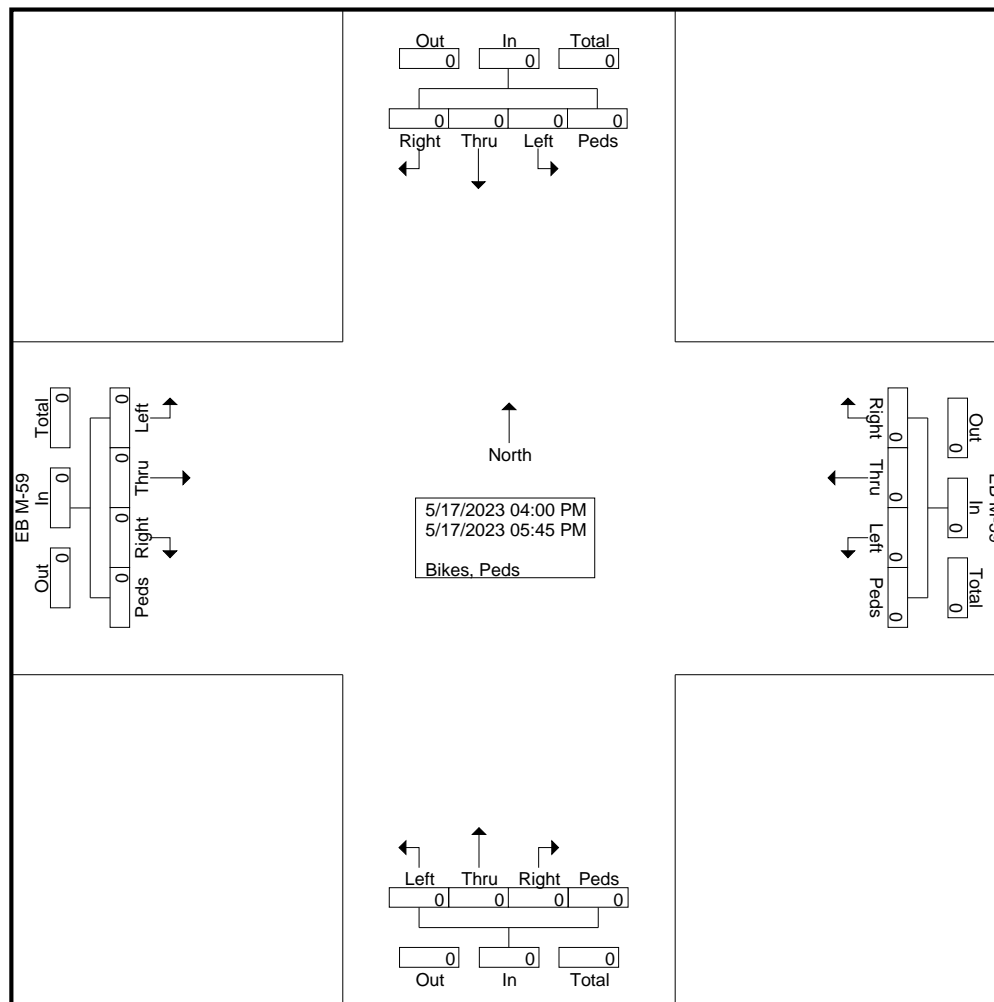 Out In Total
0 0 0
0 0 0 0
Right Thru Left Peds
EB M-59
Total In Out
0 0 0
0 0 0 0
Left Thru Right Peds
North
5/17/2023 04:00 PM
5/17/2023 05:45 PM
Bikes, Peds
Right Thru Left Peds
0 0 0 0
0 0 0
Out In Total
EB M-59
Left Thru Right Peds
0 0 0 0
0 0 0
Out In Total